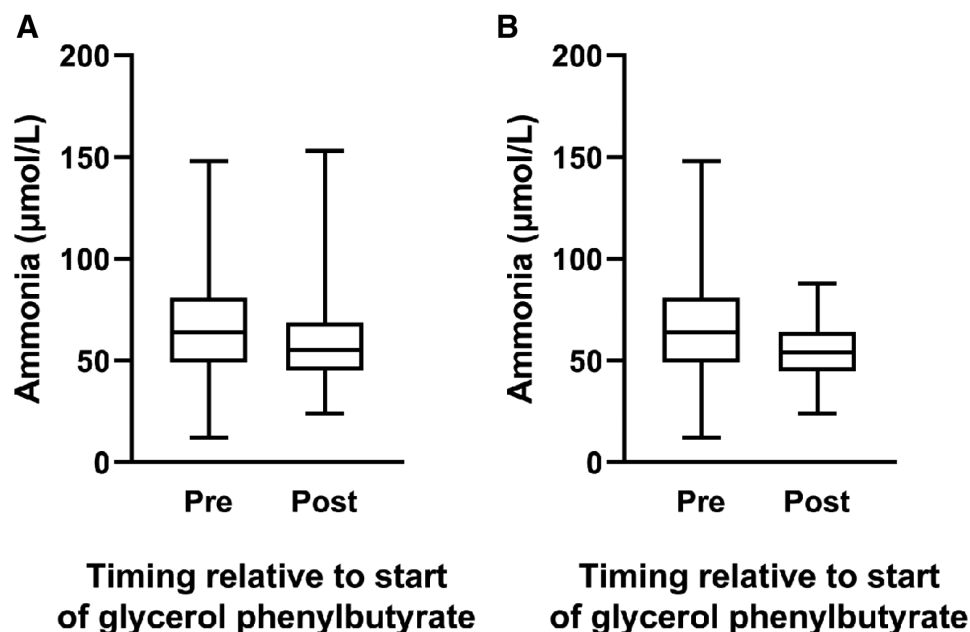 A
200
150
100
50
0
Ammonia (µmol/L)
Pre Post
Timing relative to start
of glycerol phenylbutyrate
B
200
150
100
50
0
Ammonia (µmol/L)
Pre Post
Timing relative to start
of glycerol phenylbutyrate